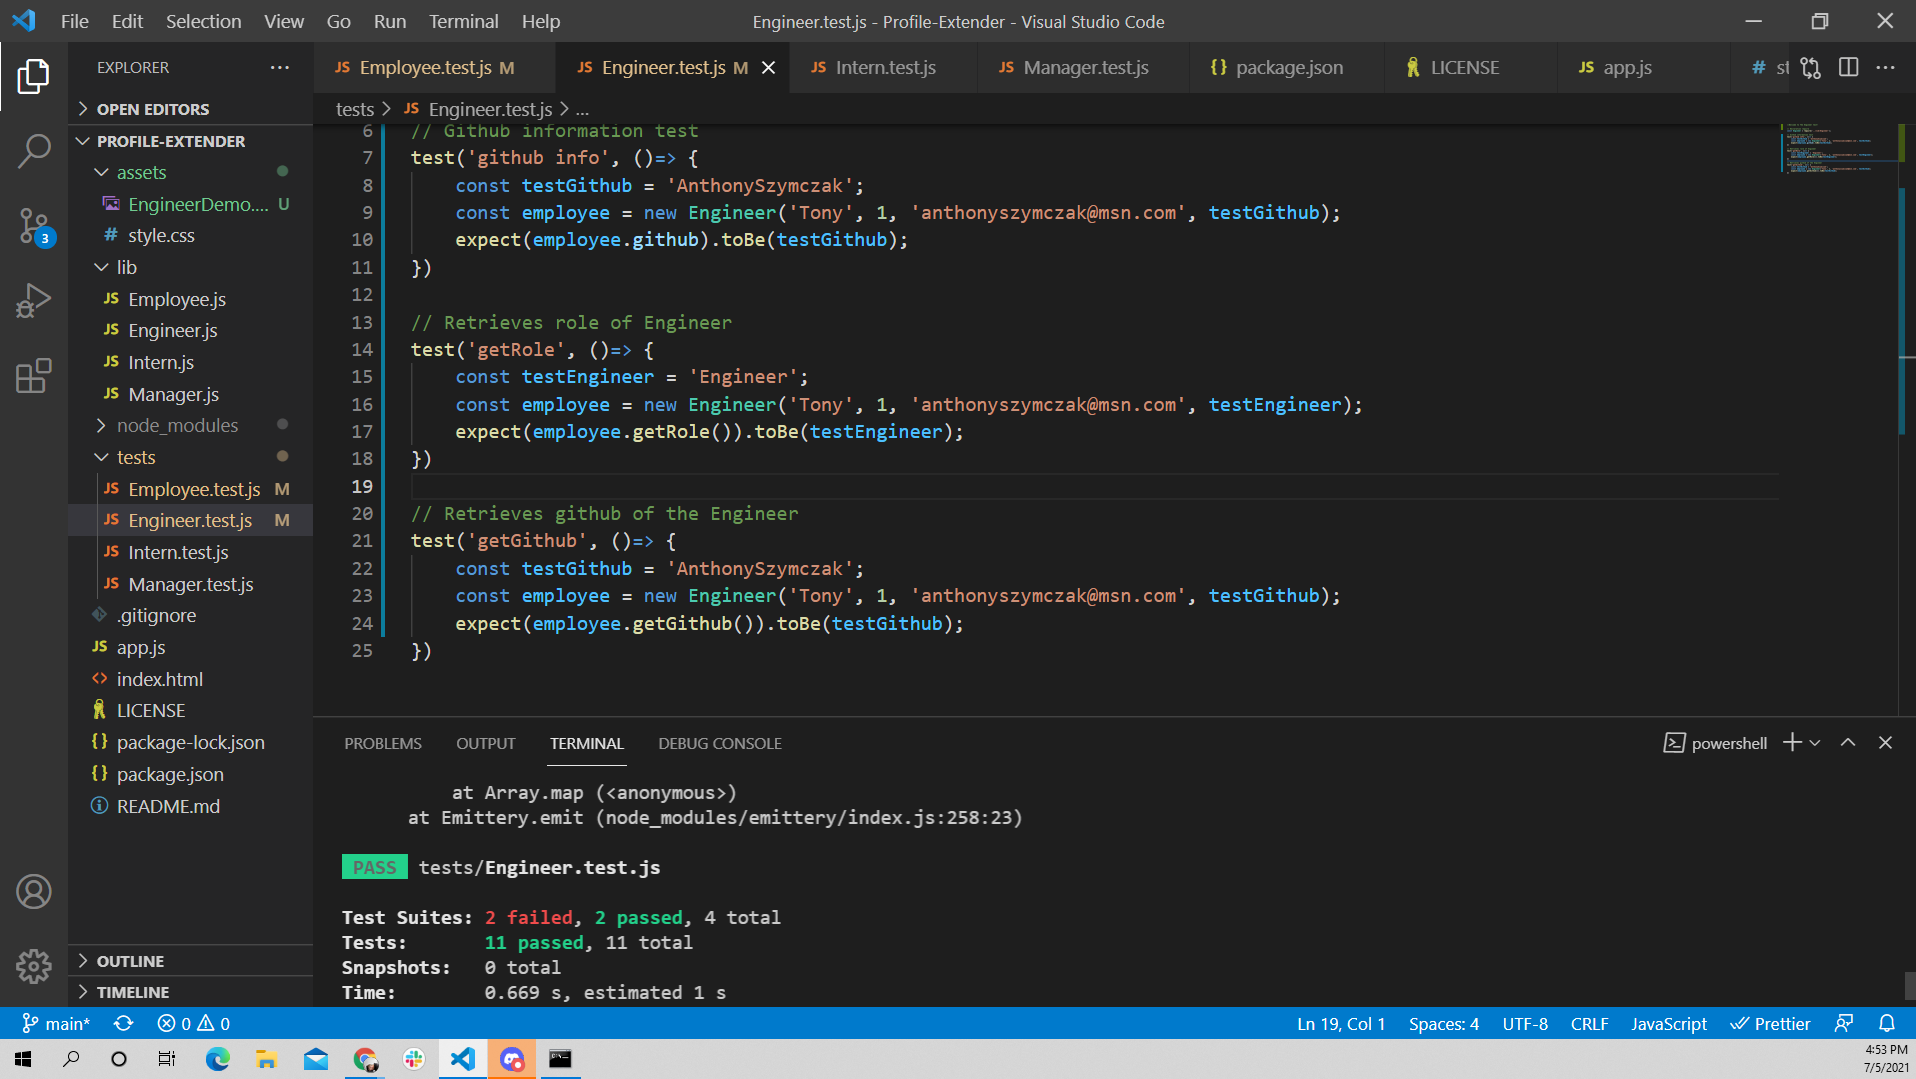 File Edit Selection View Go Run Terminal Help
Engineer.test.js - Profile-Extender - Visual Studio Code
EXPLORER
JS Employee.test.js M
JS Engineer.test.js M
JS Intern.test.js
JS Manager.test.js
{} package.json
LICENSE
JS app.js
# st
OPEN EDITORS
tests > JS Engineer.test.js > ...
PROFILE-EXTENDER
assets
EngineerDemo.... U
# style.css
lib
JS Employee.js
JS Engineer.js
JS Intern.js
JS Manager.js
node_modules
tests
JS Employee.test.js M
JS Engineer.test.js M
JS Intern.test.js
JS Manager.test.js
.gitignore
JS app.js
<> index.html
LICENSE
{} package-lock.json
{} package.json
README.md
OUTLINE
TIMELINE
3
6 // Github information test
7 test('github info', ()=> {
8 const testGithub = 'AnthonySzymczak';
9 const employee = new Engineer('Tony', 1, 'anthonyszymczak@msn.com', testGithub);
10 expect(employee.github).toBe(testGithub);
11 })
12
13 // Retrieves role of Engineer
14 test('getRole', ()=> {
15 const testEngineer = 'Engineer';
16 const employee = new Engineer('Tony', 1, 'anthonyszymczak@msn.com', testEngineer);
17 expect(employee.getRole()).toBe(testEngineer);
18 })
19
20 // Retrieves github of the Engineer
21 test('getGithub', ()=> {
22 const testGithub = 'AnthonySzymczak';
23 const employee = new Engineer('Tony', 1, 'anthonyszymczak@msn.com', testGithub);
24 expect(employee.getGithub()).toBe(testGithub);
25 })
PROBLEMS OUTPUT TERMINAL DEBUG CONSOLE
powershell
at Array.map (<anonymous>)
at Emittery.emit (node_modules/emittery/index.js:258:23)
PASS tests/Engineer.test.js
Test Suites: 2 failed, 2 passed, 4 total
Tests: 11 passed, 11 total
Snapshots: 0 total
Time: 0.669 s, estimated 1 s
main* 0 0
Ln 19, Col 1 Spaces: 4 UTF-8 CRLF JavaScript Prettier
4:53 PM
7/5/2021